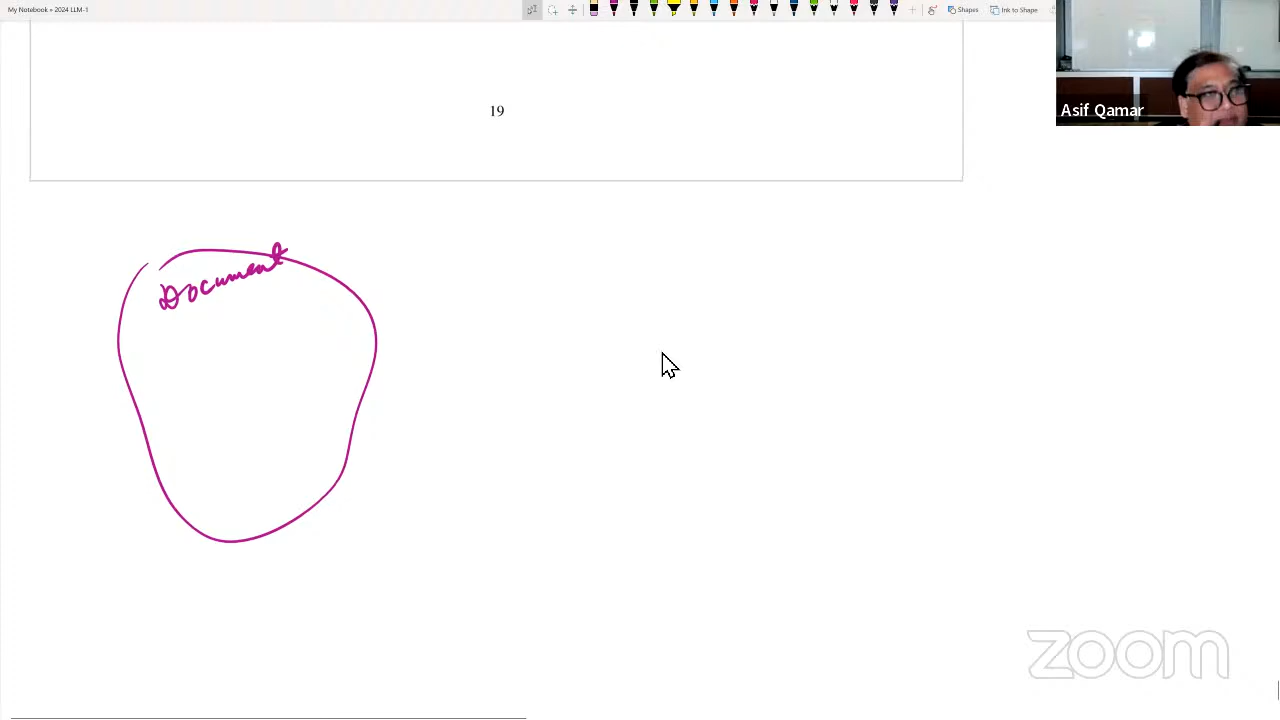 My Notebook » 2024 LLM-1
Shapes
Ink to Shape
Asif Qamar
19
Document
zoom